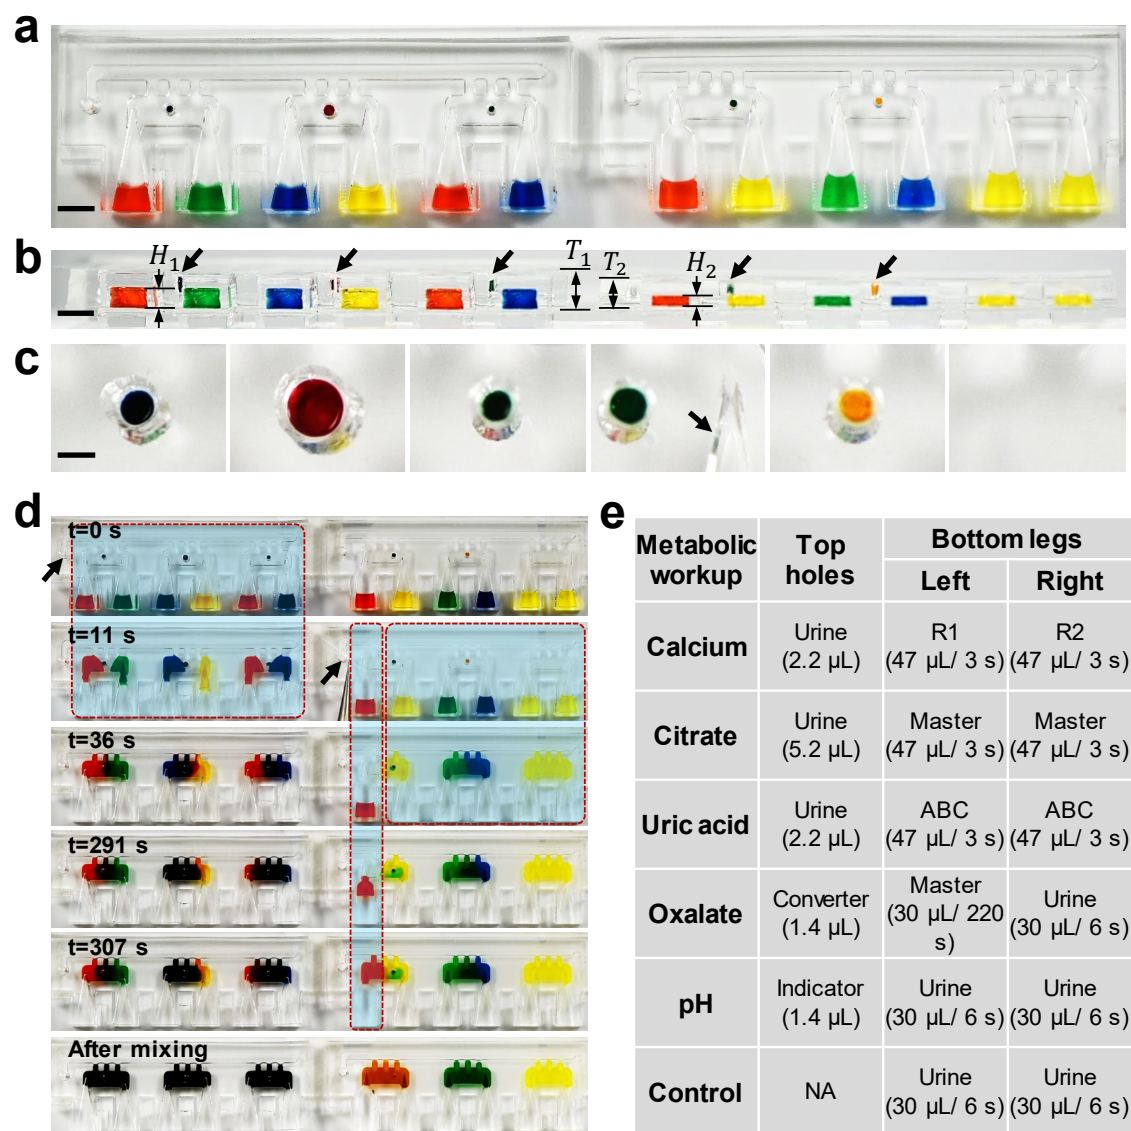 a
b
H₁
T₁
T₂
H₂
c
d
t=0 s
t=11 s
t=36 s
t=291 s
t=307 s
After mixing
e
Metabolic workup
Top holes
Bottom legs
Left
Right
Calcium
Urine
(2.2 µL)
R1
(47 µL/ 3 s)
R2
(47 µL/ 3 s)
Citrate
Urine
(5.2 µL)
Master
(47 µL/ 3 s)
Master
(47 µL/ 3 s)
Uric acid
Urine
(2.2 µL)
ABC
(47 µL/ 3 s)
ABC
(47 µL/ 3 s)
Oxalate
Converter
(1.4 µL)
Master
(30 µL/ 220
s)
Urine
(30 µL/ 6 s)
pH
Indicator
(1.4 µL)
Urine
(30 µL/ 6 s)
Urine
(30 µL/ 6 s)
Control
NA
Urine
(30 µL/ 6 s)
Urine
(30 µL/ 6 s)